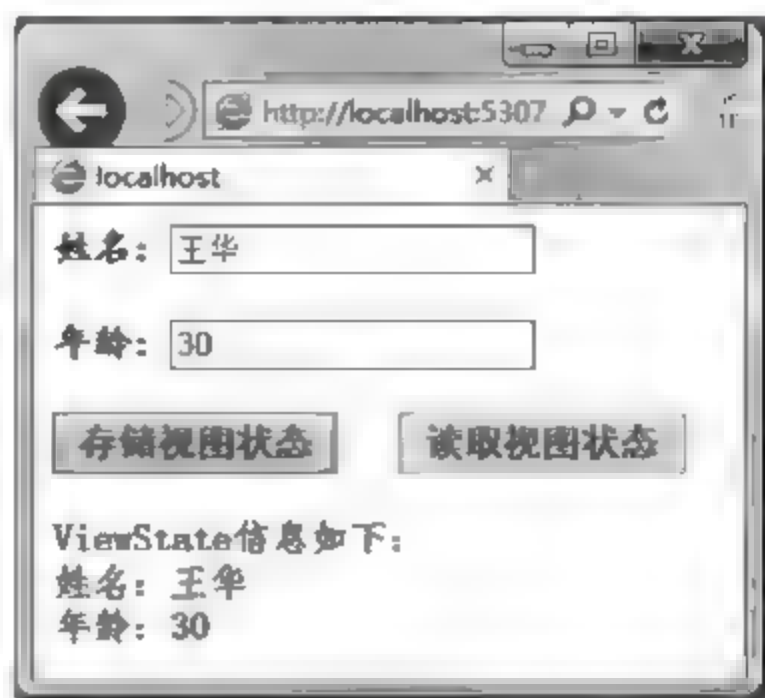 http://localhost:5307
localhost
姓名: 王华
年龄: 30
存储视图状态 读取视图状态
ViewState信息如下:
姓名: 王华
年龄: 30